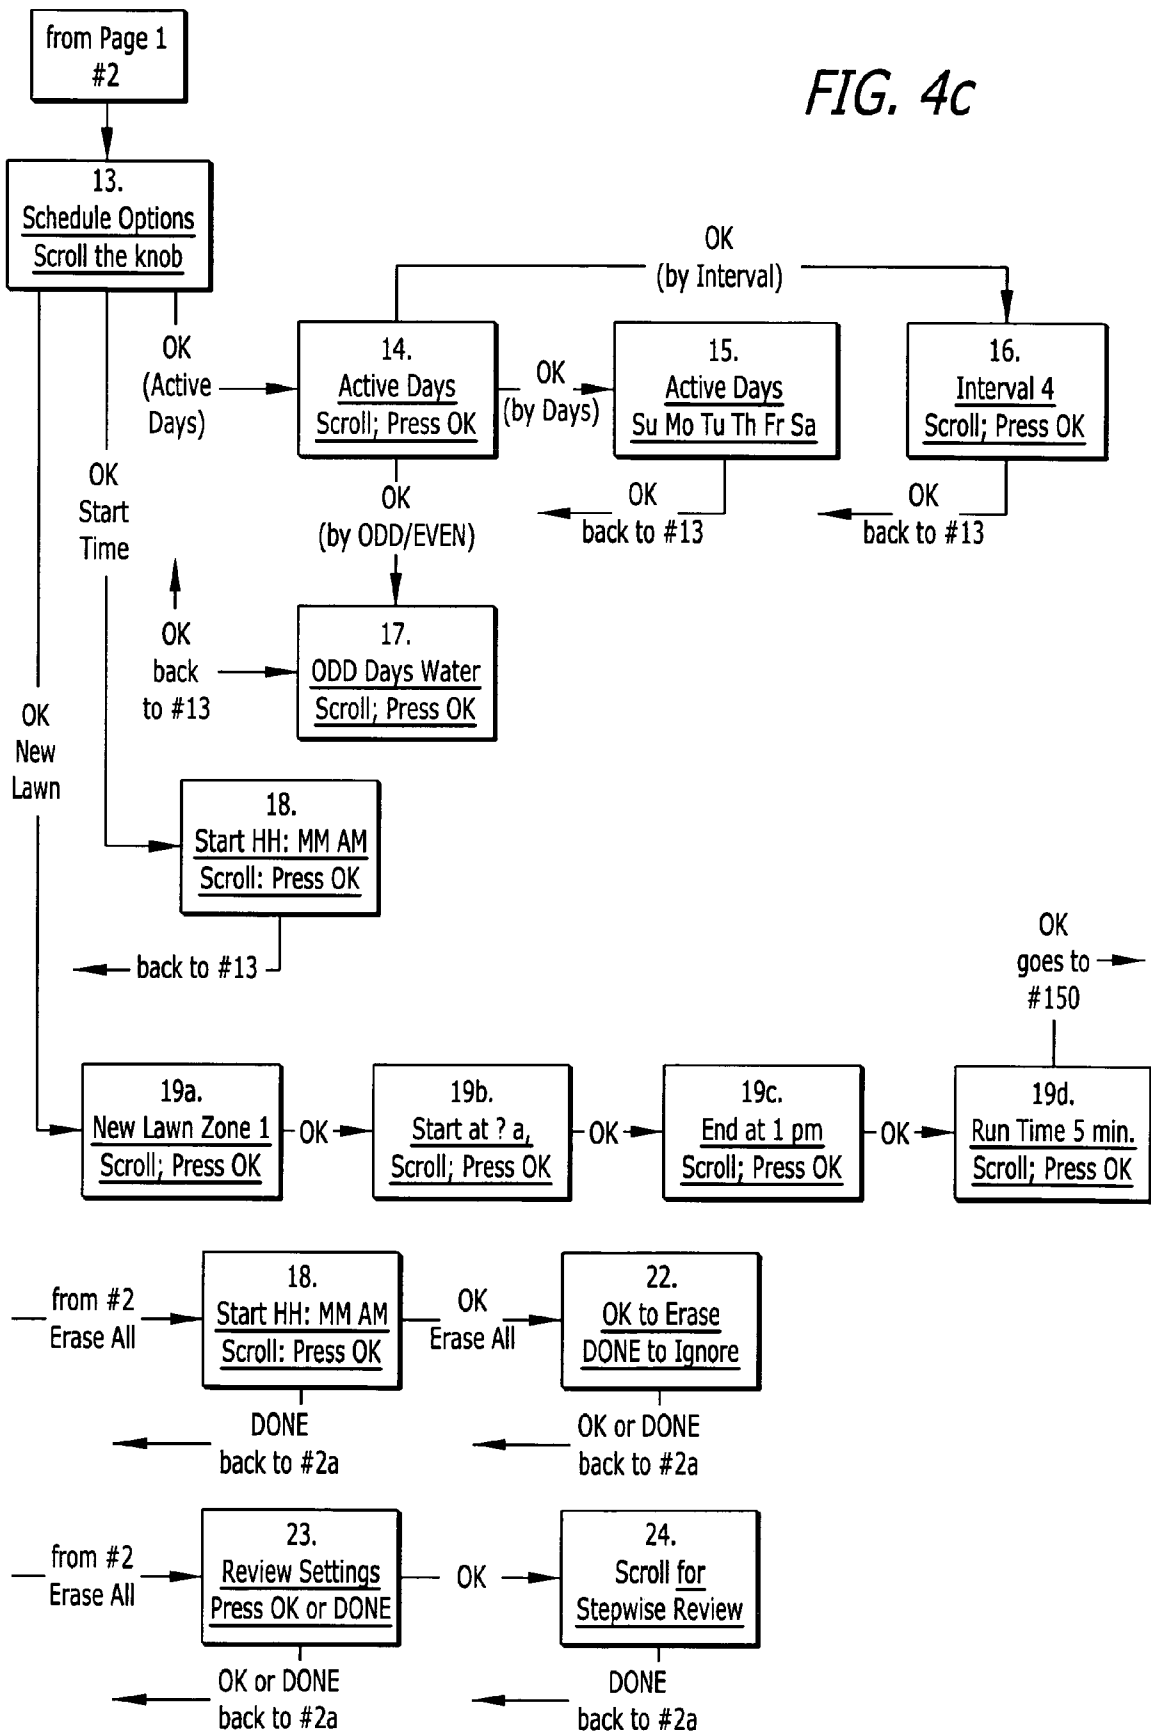 from Page 1
#2
FIG. 4c
13.
Schedule Options
Scroll the knob
OK
(by Interval)
OK
(Active
Days)
14.
Active Days
Scroll; Press OK
OK
(by Days)
15.
Active Days
Su Mo Tu Th Fr Sa
16.
Interval 4
Scroll; Press OK
OK
Start
Time
OK
(by ODD/EVEN)
OK
back to #13
OK
back to #13
OK
back
to #13
17.
ODD Days Water
Scroll; Press OK
OK
New
Lawn
18.
Start HH: MM AM
Scroll: Press OK
back to #13
OK
goes to
#150
19a.
New Lawn Zone 1
Scroll; Press OK
OK
19b.
Start at ? a,
Scroll; Press OK
OK
19c.
End at 1 pm
Scroll; Press OK
OK
19d.
Run Time 5 min.
Scroll; Press OK
from #2
Erase All
18.
Start HH: MM AM
Scroll: Press OK
OK
Erase All
22.
OK to Erase
DONE to Ignore
DONE
back to #2a
OK or DONE
back to #2a
from #2
Erase All
23.
Review Settings
Press OK or DONE
OK
24.
Scroll for
Stepwise Review
OK or DONE
back to #2a
DONE
back to #2a